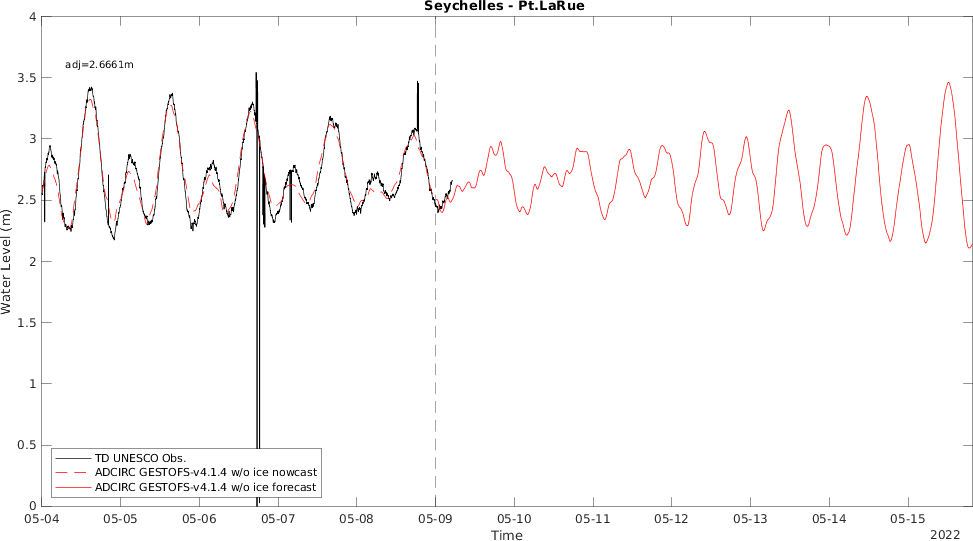 Seychelles - Pt.LaRue
adj=2.6661m
4
3.5
3
2.5
2
1.5
1
0.5
0
Water Level (m)
TD UNESCO Obs.
ADCIRC GESTOFS-v4.1.4 w/o ice nowcast
ADCIRC GESTOFS-v4.1.4 w/o ice forecast
05-04 05-05 05-06 05-07 05-08 05-09 05-10 05-11 05-12 05-13 05-14 05-15
Time
2022